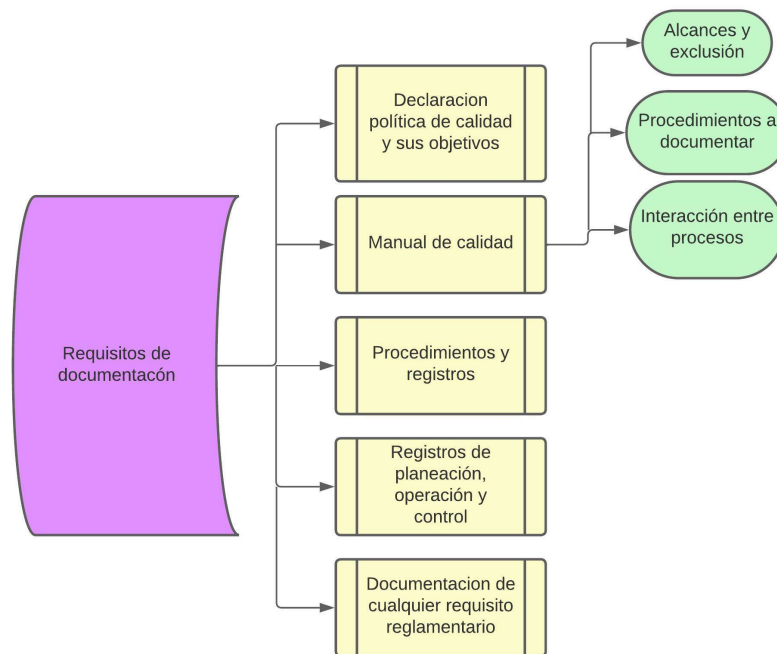 Requisitos de
documentacón
Declaracion
política de calidad
y sus objetivos
Manual de calidad
Procedimientos y
registros
Registros de
planeación,
operación y
control
Documentacion de
cualquier requisito
reglamentario
Alcances y
exclusión
Procedimientos a
documentar
Interacción entre
procesos